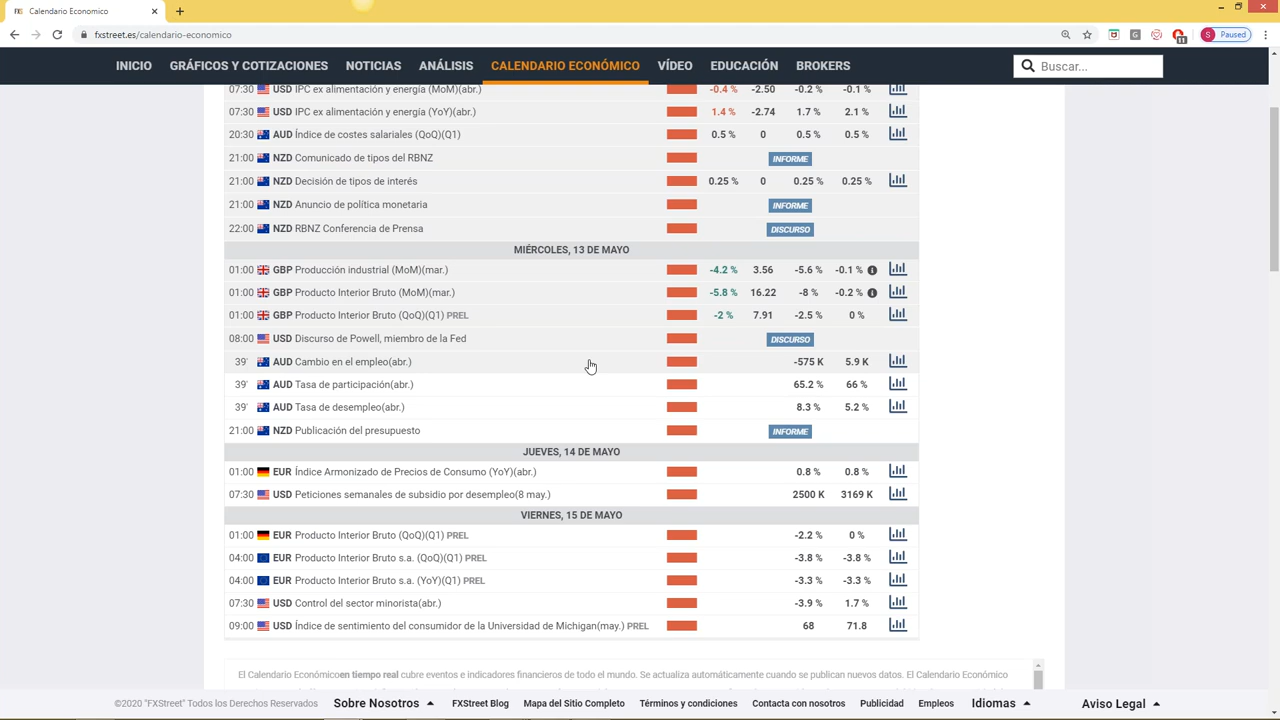 Calendario Economico
fxstreet.es/calendario-economico
Paused
INICIO GRÁFICOS Y COTIZACIONES NOTICIAS ANÁLISIS CALENDARIO ECONÓMICO VÍDEO EDUCACIÓN BROKERS Buscar...
07:30 USD IPC ex alimentación y energía (MoM)(abr.) -0.4 % -2.50 -0.2 % -0.1 %
07:30 USD IPC ex alimentación y energía (YoY)(abr.) 1.4 % -2.74 1.7 % 2.1 %
20:30 AUD Índice de costes salariales (QoQ)(Q1) 0.5 % 0 0.5 % 0.5 %
21:00 NZD Comunicado de tipos del RBNZ INFORME
21:00 NZD Decisión de tipos de interés 0.25 % 0 0.25 % 0.25 %
21:00 NZD Anuncio de política monetaria INFORME
22:00 NZD RBNZ Conferencia de Prensa DISCURSO
MIÉRCOLES, 13 DE MAYO
01:00 GBP Producción industrial (MoM)(mar.) -4.2 % 3.56 -5.6 % -0.1 %
01:00 GBP Producto Interior Bruto (MoM)(mar.) -5.8 % 16.22 -8 % -0.2 %
01:00 GBP Producto Interior Bruto (QoQ)(Q1) PREL -2 % 7.91 -2.5 % 0 %
08:00 USD Discurso de Powell, miembro de la Fed DISCURSO
39' AUD Cambio en el empleo(abr.) -575 K 5.9 K
39' AUD Tasa de participación(abr.) 65.2 % 66 %
39' AUD Tasa de desempleo(abr.) 8.3 % 5.2 %
21:00 NZD Publicación del presupuesto INFORME
JUEVES, 14 DE MAYO
01:00 EUR Índice Armonizado de Precios de Consumo (YoY)(abr.) 0.8 % 0.8 %
07:30 USD Peticiones semanales de subsidio por desempleo(8 may.) 2500 K 3169 K
VIERNES, 15 DE MAYO
01:00 EUR Producto Interior Bruto (QoQ)(Q1) PREL -2.2 % 0 %
04:00 EUR Producto Interior Bruto s.a. (QoQ)(Q1) PREL -3.8 % -3.8 %
04:00 EUR Producto Interior Bruto s.a. (YoY)(Q1) PREL -3.3 % -3.3 %
07:30 USD Control del sector minorista(abr.) -3.9 % 1.7 %
09:00 USD Índice de sentimiento del consumidor de la Universidad de Michigan(may.) PREL 68 71.8
El Calendario Económicoen tiempo real cubre eventos e indicadores financieros de todo el mundo. Se actualiza automáticamente cuando se publican nuevos datos. El Calendario Económico
©2020 "FXStreet" Todos los Derechos Reservados Sobre Nosotros FXStreet Blog Mapa del Sitio Completo Términos y condiciones Contacta con nosotros Publicidad Empleos Idiomas Aviso Legal